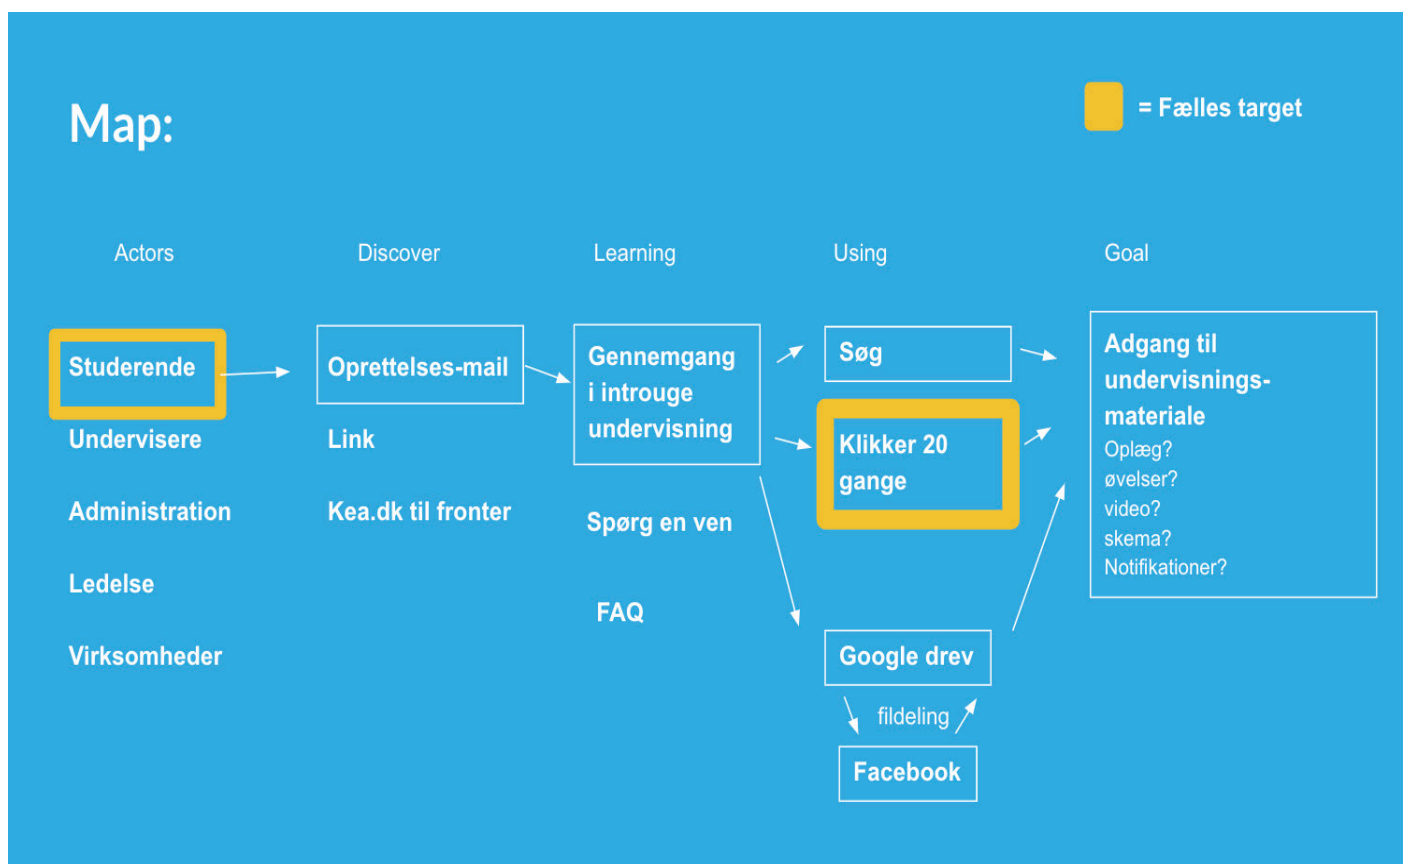 Map:
= Fælles target
Actors
Discover
Learning
Using
Goal
Studerende
Undervisere
Administration
Ledelse
Virksomheder
Oprettelses-mail
Link
Kea.dk til fronter
Gennemgang
i introuge
undervisning
Spørg en ven
FAQ
Søg
Klikker 20
gange
Google drev
fildeling
Facebook
Adgang til
undervisnings-
materiale
Oplæg?
øvelser?
video?
skema?
Notifikationer?